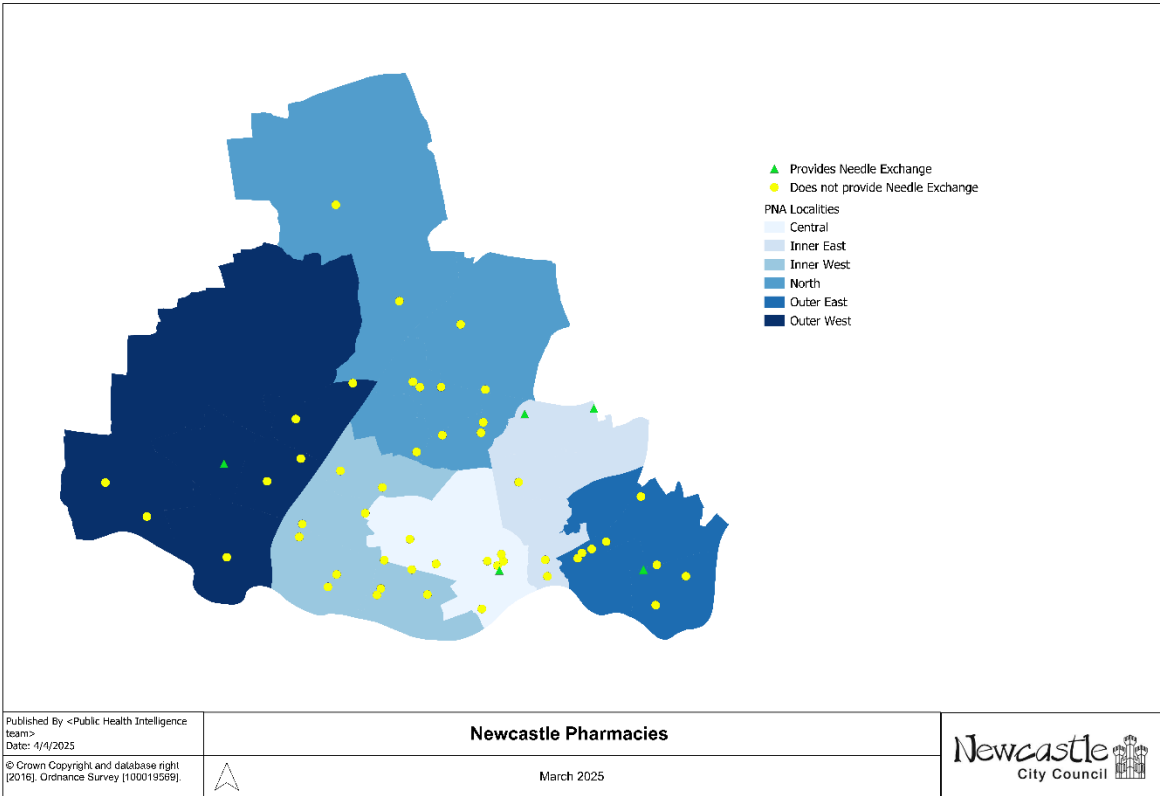 Provides Needle Exchange
Does not provide Needle Exchange
PNA Localities
Central
Inner East
Inner West
North
Outer East
Outer West
Published By <Public Health Intelligence
team>
Date: 4/4/2025
© Crown Copyright and database right
[2016]. Ordnance Survey [100019569].
Newcastle Pharmacies
March 2025
Newcastle
City Council